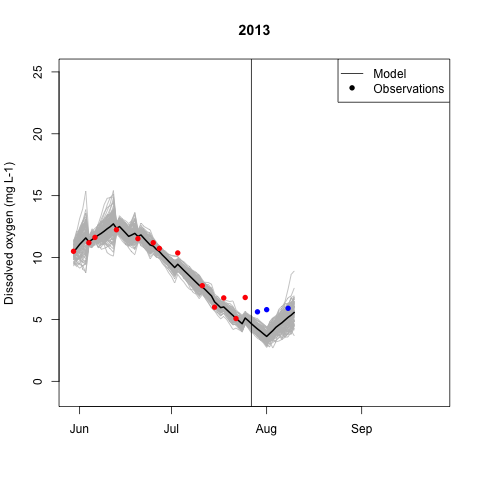 2013
Dissolved oxygen (mg L-1)
25
20
15
10
5
0
Model
Observations
Jun
Jul
Aug
Sep